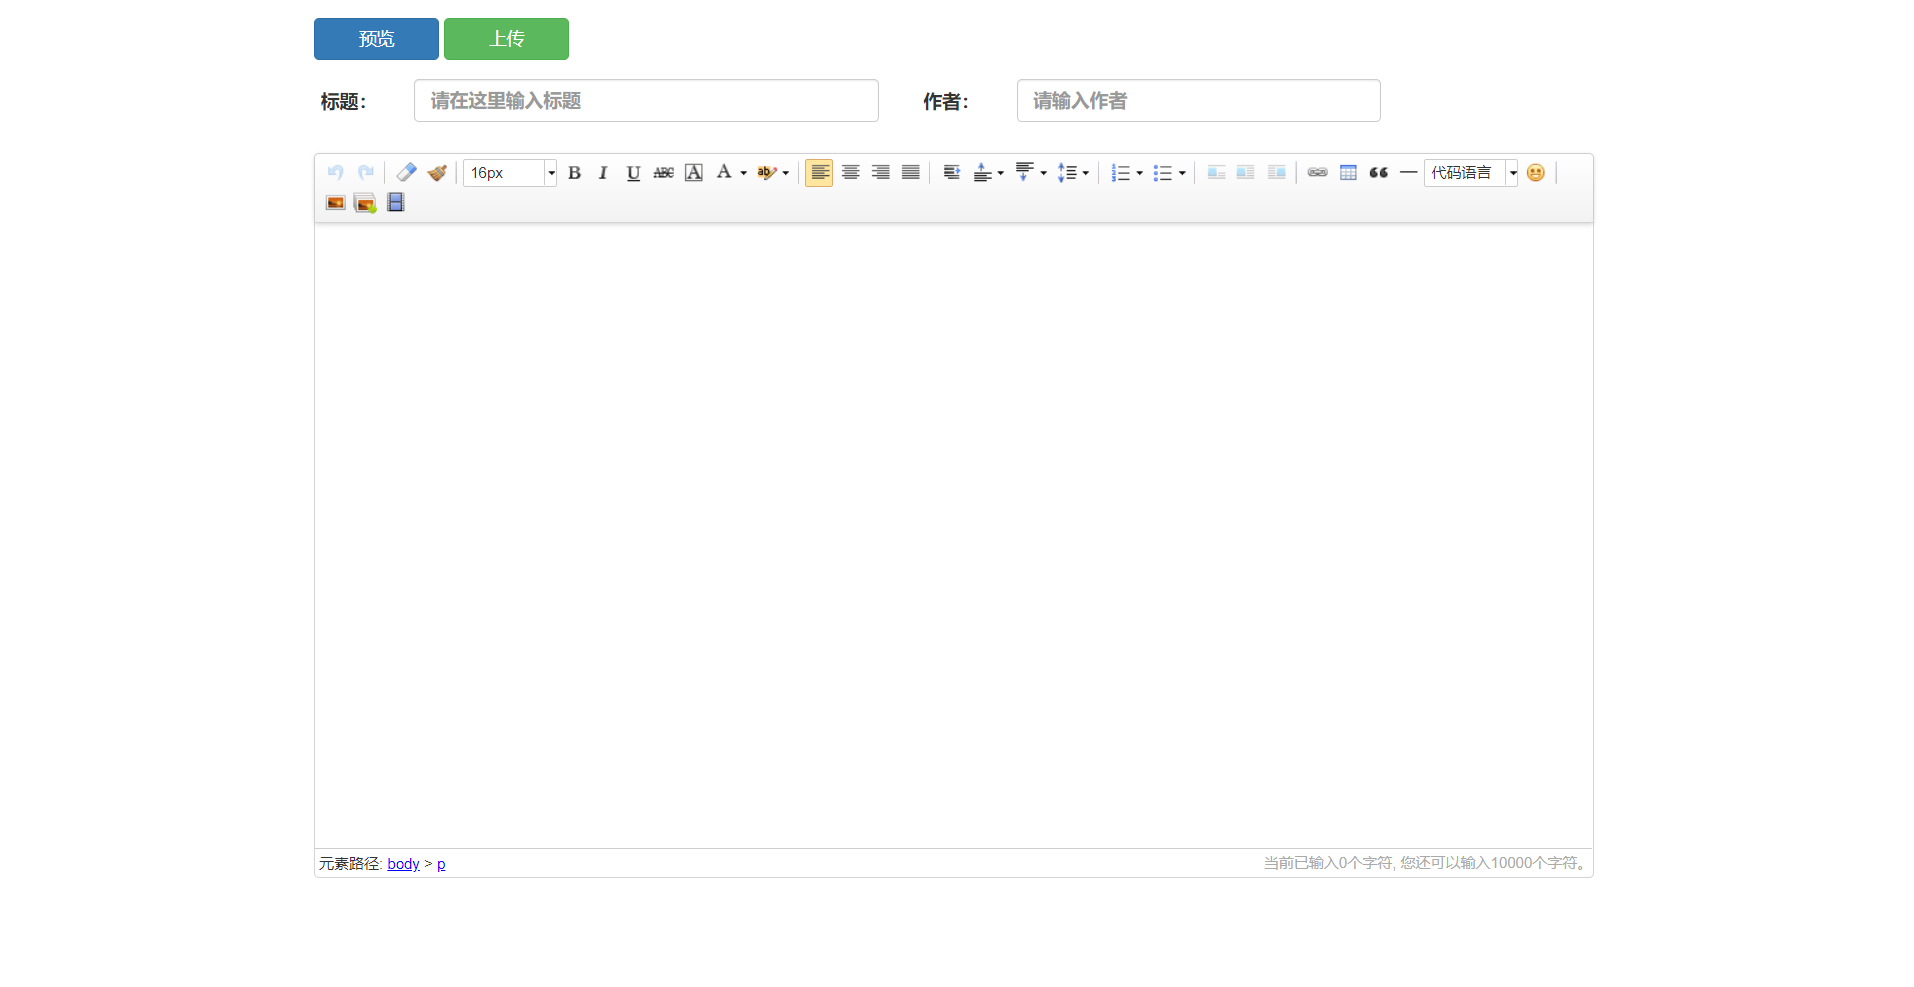 预览 上传
标题： 请在这里输入标题 作者： 请输入作者
16px B I U ABC A A ab 代码语言
元素路径: body > p 当前已输入0个字符, 您还可以输入10000个字符。